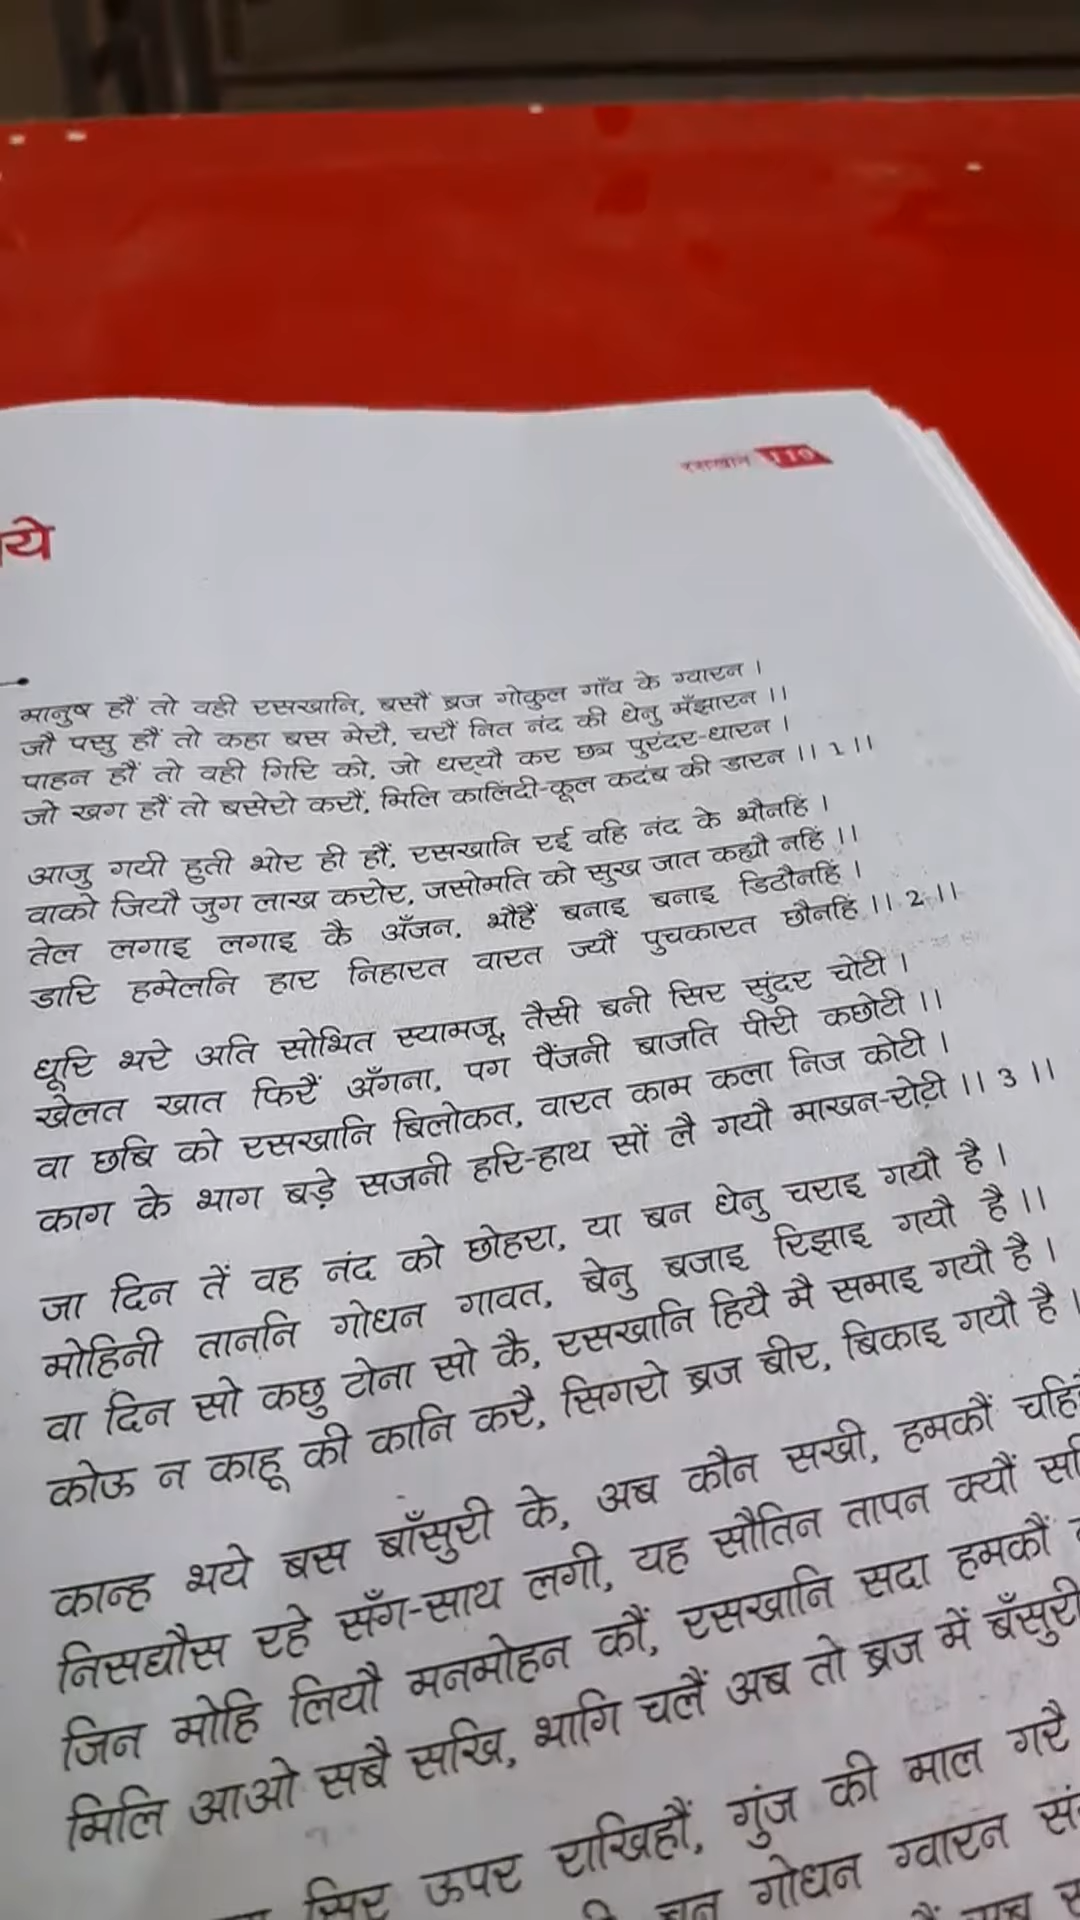 रसखान 119
ये
मानुष हौं तो वही रसखानि, बसौं ब्रज गोकुल गाँव के ग्वारन ।
जौ पसु हौं तो कहा बस मेरौ, चरौं नित नंद की धेनु मँझारन ।।
पाहन हौं तो वही गिरि को, जो धर्‌यौ कर छत्र पुरंदर-धारन ।
जो खग हौं तो बसेरो करौं, मिलि कालिंदी-कूल कदंब की डारन ।। 1 ।।
आजु गयी हुती भोर ही हौं, रसखानि रई वहि नंद के भौनहिं ।
वाको जियौ जुग लाख करोर, जसोमति को सुख जात कह्यौ नहिं ।।
तेल लगाइ लगाइ कै अँजन, भौहैं बनाइ बनाइ डिठौनहिं ।
डारि हमेलनि हार निहारत वारत ज्यौं पुचकारत छौनहिं ।। 2 ।।
धूरि भरे अति सोभित स्यामजू, तैसी बनी सिर सुंदर चोटी ।
खेलत खात फिरैं अँगना, पग पैंजनी बाजति पीरी कछोटी ।।
वा छबि को रसखानि बिलोकत, वारत काम कला निज कोटी ।
काग के भाग बड़े सजनी हरि-हाथ सों लै गयौ माखन-रोटी ।। 3 ।।
जा दिन तें वह नंद को छोहरा, या बन धेनु चराइ गयौ है ।
मोहिनी ताननि गोधन गावत, बेनु बजाइ रिझाइ गयौ है ।।
वा दिन सो कछु टोना सो कै, रसखानि हियै मै समाइ गयौ है ।
कोऊ न काहू की कानि करै, सिगरो ब्रज बीर, बिकाइ गयौ है ।
कान्ह भये बस बाँसुरी के, अब कौन सखी, हमकौं
निसद्यौस रहे सँग-साथ लगी, यह सौतिन तापन क्यौं
जिन मोहि लियौ मनमोहन कौं, रसखानि सदा हमकौं
मिलि आओ सबै सखि, भागि चलैं अब तो ब्रज में बँसुरी
सिर ऊपर राखिहौं, गुंज की माल गरै
गोधन ग्वारन